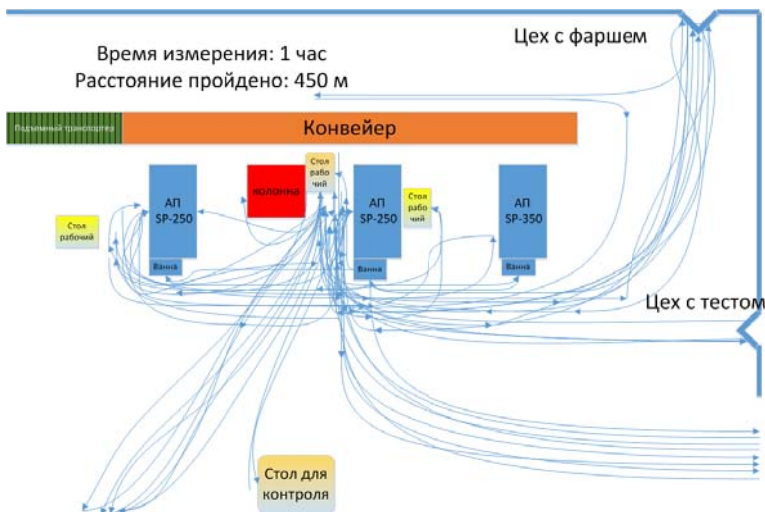 Цех с фаршем
Время измерения: 1 час
Расстояние пройдено: 450 м
Подъемный транспортер
Конвейер
Стол
рабо
чий
колонка
АП
SP-250
АП
SP-250
Стол
рабо
чий
АП
SP-350
Стол
рабочий
Ванна
Ванна
Ванна
Цех с тестом
Стол для
контроля